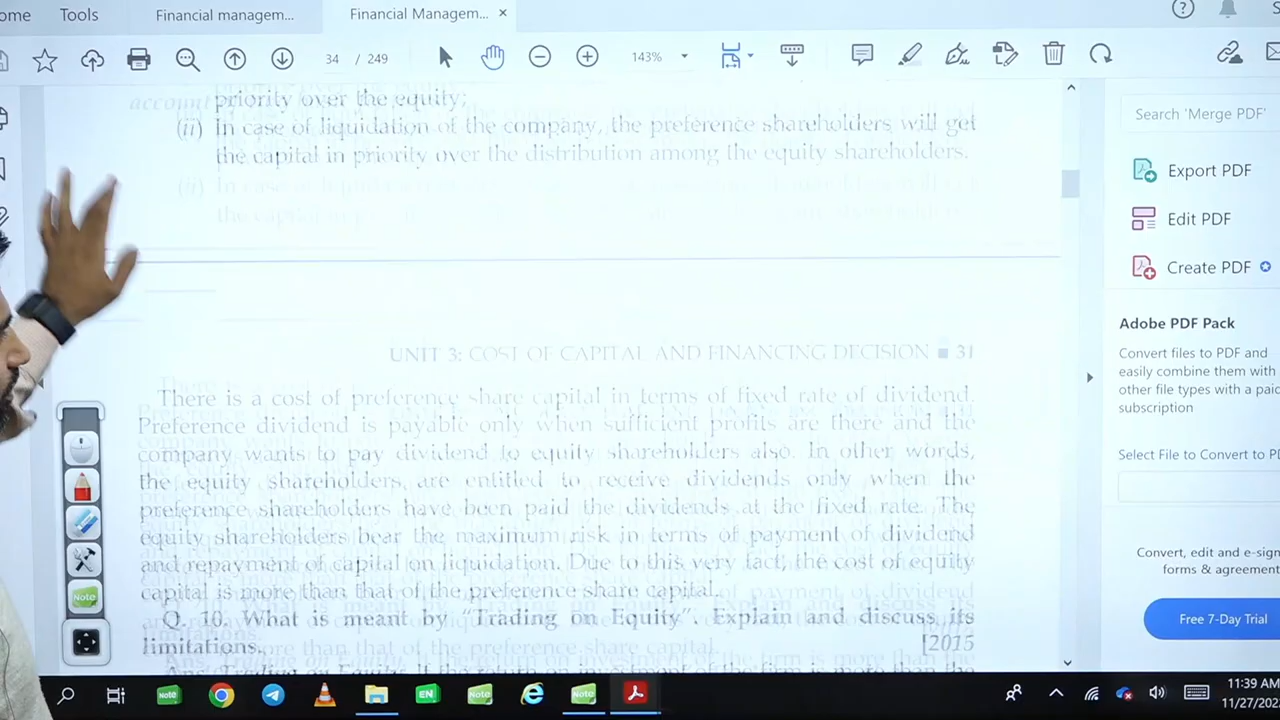 ome
Tools
Financial managem...
Financial Managem... ×
34 / 249
143%
account
priority over the equity;
(ii) In case of liquidation of the company, the preference shareholders will get
the capital in priority over the distribution among the equity shareholders.
UNIT 3: COST OF CAPITAL AND FINANCING DECISION ■ 31
There is a cost of preference share capital in terms of fixed rate of dividend.
Preference dividend is payable only when sufficient profits are there and the
company wants to pay dividend to equity shareholders also. In other words,
the equity shareholders, are entitled to receive dividends only when the
preference shareholders have been paid the dividends at the fixed rate. The
equity shareholders bear the maximum risk in terms of payment of dividend
and repayment of capital on liquidation. Due to this very fact, the cost of equity
capital is more than that of the preference share capital.
Q. 10. What is meant by “Trading on Equity”. Explain and discuss its
limitations. [2015
Search 'Merge PDF'
Export PDF
Edit PDF
Create PDF
Adobe PDF Pack
Convert files to PDF and
easily combine them with
other file types with a paid
subscription
Select File to Convert to PD
Convert, edit and e-sign
forms & agreement
Free 7-Day Trial
Note
Note
EN
Note
Note
11:39 AM
11/27/202